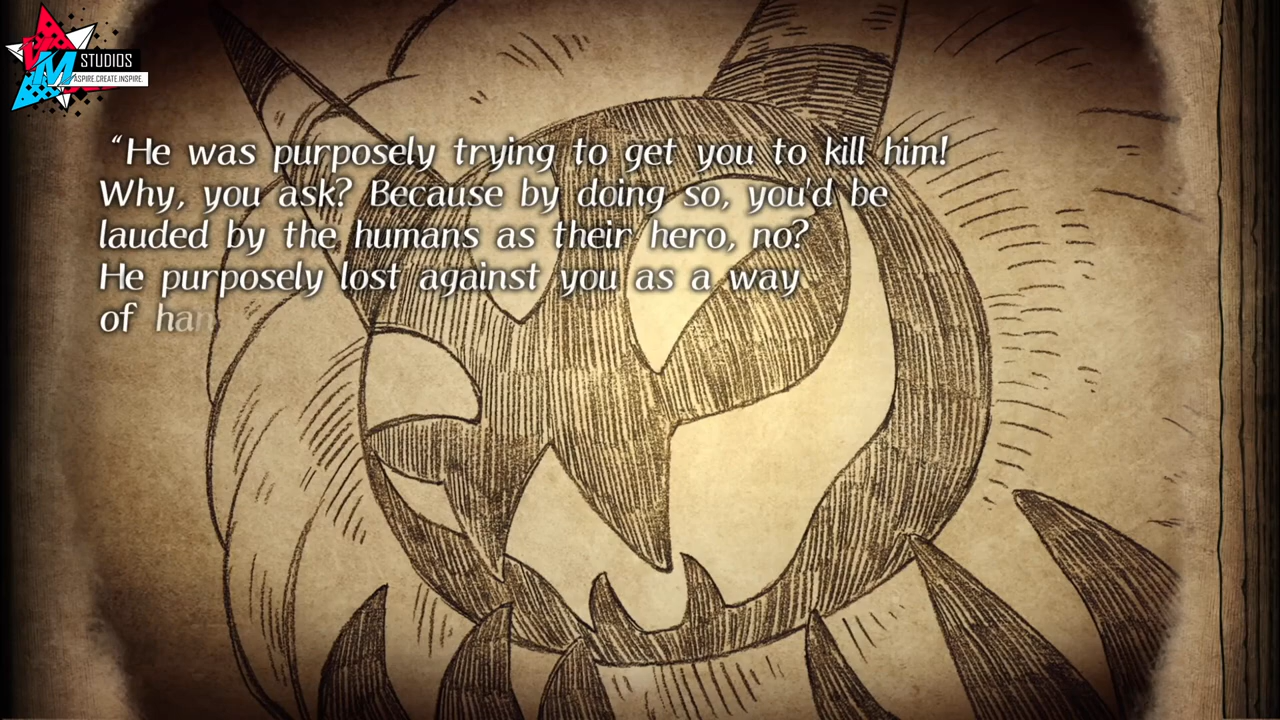 STUDIOS
ASPIRE.CREATE.INSPIRE.
“He was purposely trying to get you to kill him!
Why, you ask? Because by doing so, you'd be
lauded by the humans as their hero, no?
He purposely lost against you as a way
of han